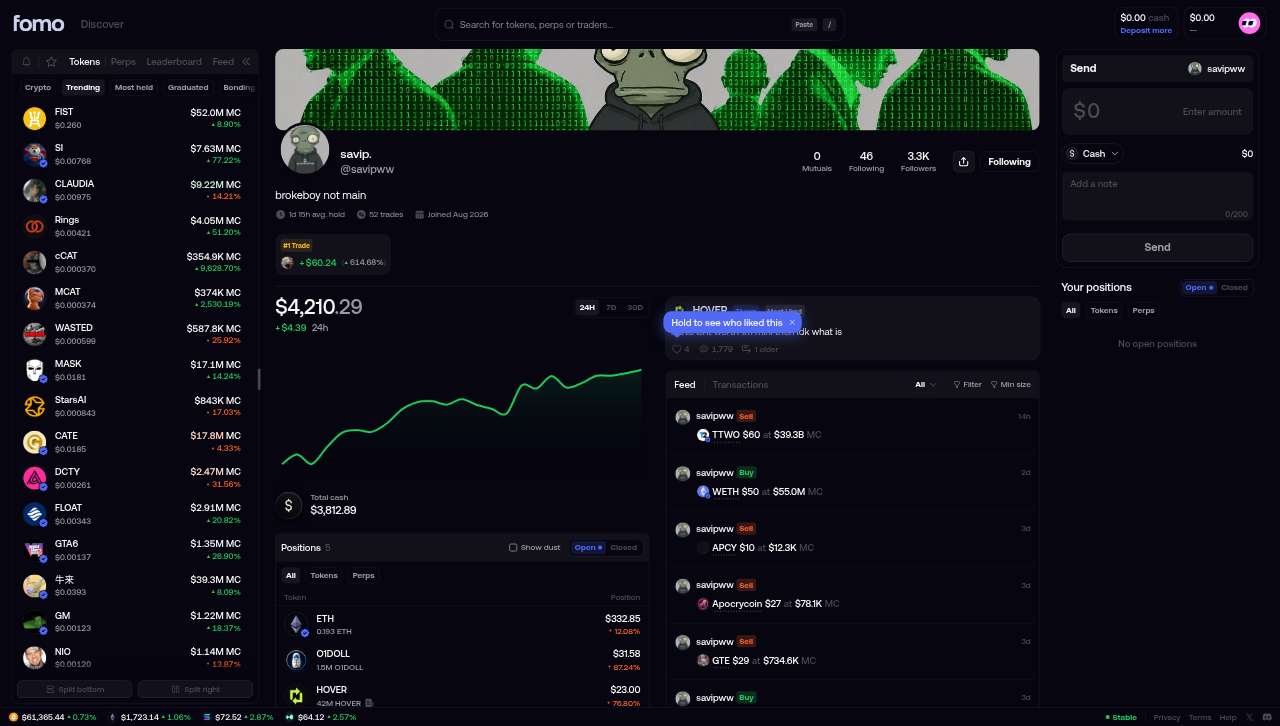 fomo
Discover
Search for tokens, perps or traders...
Paste
/
$0.00 cash
Deposit more
$0.00
—
Tokens Perps Leaderboard Feed
Crypto Trending Most held Graduated Bonding
FIST $52.0M MC
$0.260 8.90%
SI $7.63M MC
$0.00768 77.22%
CLAUDIA $9.22M MC
$0.00975 14.21%
Rings $4.05M MC
$0.00421 51.20%
cCAT $354.9K MC
$0.000370 9,628.70%
MCAT $374K MC
$0.000374 2,530.19%
WASTED $587.8K MC
$0.000599 25.92%
MASK $17.1M MC
$0.0181 14.24%
StarsAI $843K MC
$0.000843 17.03%
CATE $17.8M MC
$0.0185 4.33%
DCTY $2.47M MC
$0.00261 31.56%
FLOAT $2.91M MC
$0.00343 20.82%
GTA6 $1.35M MC
$0.00137 26.90%
牛来 $39.3M MC
$0.0393 8.09%
GM $1.22M MC
$0.00123 18.37%
NIO $1.14M MC
$0.00120 13.87%
Split bottom Split right
savip.
@savipww
0 46 3.3K
Mutuals Following Followers
Following
brokeboy not main
1d 15h avg. hold 52 trades Joined Aug 2026
#1 Trade
+$60.24 614.68%
$4,210.29
24H 7D 30D
+$4.39 24h
Total cash
$3,812.89
Positions 5
Show dust
Open Closed
All Tokens Perps
Token Position
ETH $332.85
0.193 ETH 12.08%
O1DOLL $31.58
1.5M O1DOLL 87.24%
HOVER $23.00
42M HOVER 76.80%
HOVER
Hold to see who liked this ×
idk what is
4 1,779 1 older
Feed Transactions
All Filter Min size
savipww Sell 14h
TTWO $60 at $39.3B MC
savipww Buy 2d
WETH $50 at $55.0M MC
savipww Sell 3d
APCY $10 at $12.3K MC
savipww Sell 3d
Apocrycoin $27 at $78.1K MC
savipww Sell 3d
GTE $29 at $734.6K MC
savipww Buy 3d
Send savipww
$0 Enter amount
$ Cash $0
Add a note
0/200
Send
Your positions
Open Closed
All Tokens Perps
No open positions
$61,365.44 0.73% $1,723.14 1.06% $72.52 2.87% $64.12 2.57%
Stable Privacy Terms Help